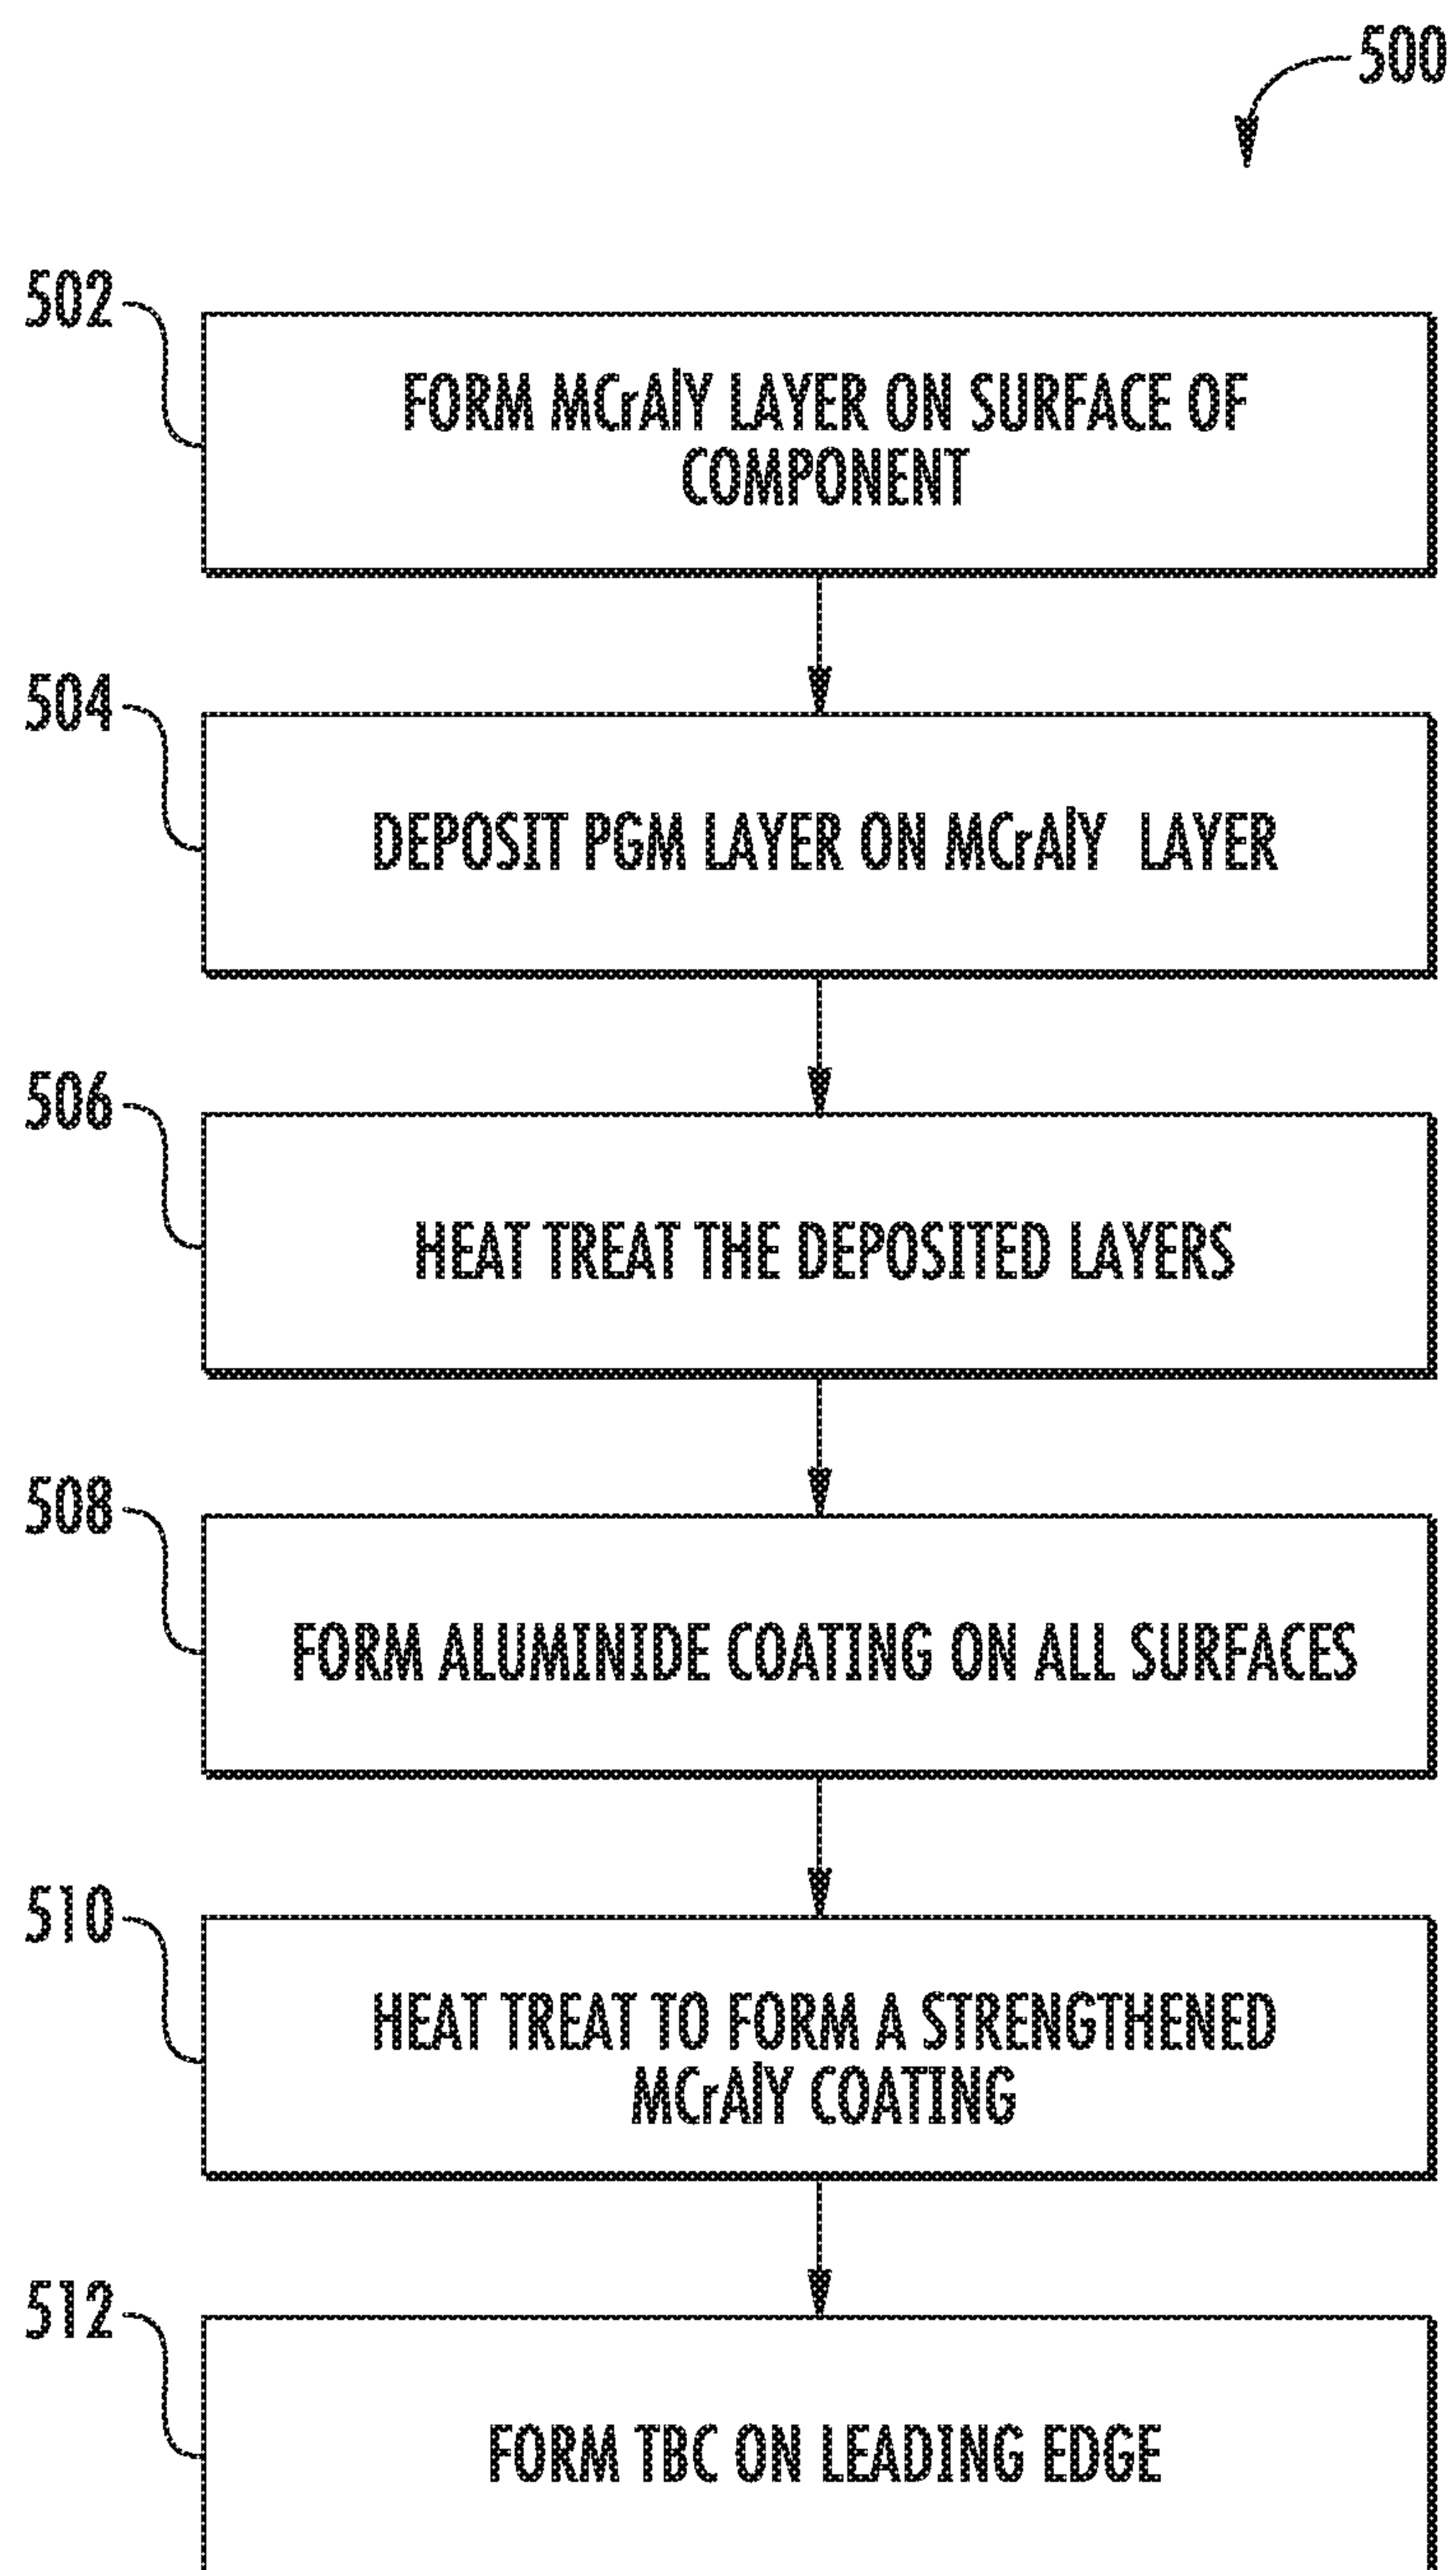 500
502
FORM MCrAlY LAYER ON SURFACE OF
COMPONENT
504
DEPOSIT PGM LAYER ON MCrAlY LAYER
506
HEAT TREAT THE DEPOSITED LAYERS
508
FORM ALUMINIDE COATING ON ALL SURFACES
510
HEAT TREAT TO FORM A STRENGTHENED
MCrAlY COATING
512
FORM TBC ON LEADING EDGE